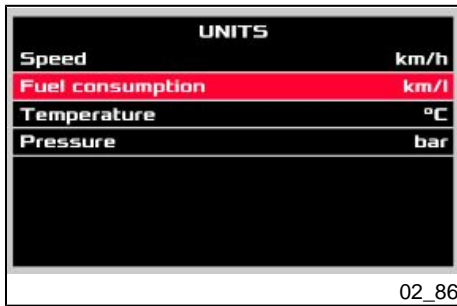 UNITS
Speed km/h
Fuel consumption km/l
Temperature °C
Pressure bar
02_86